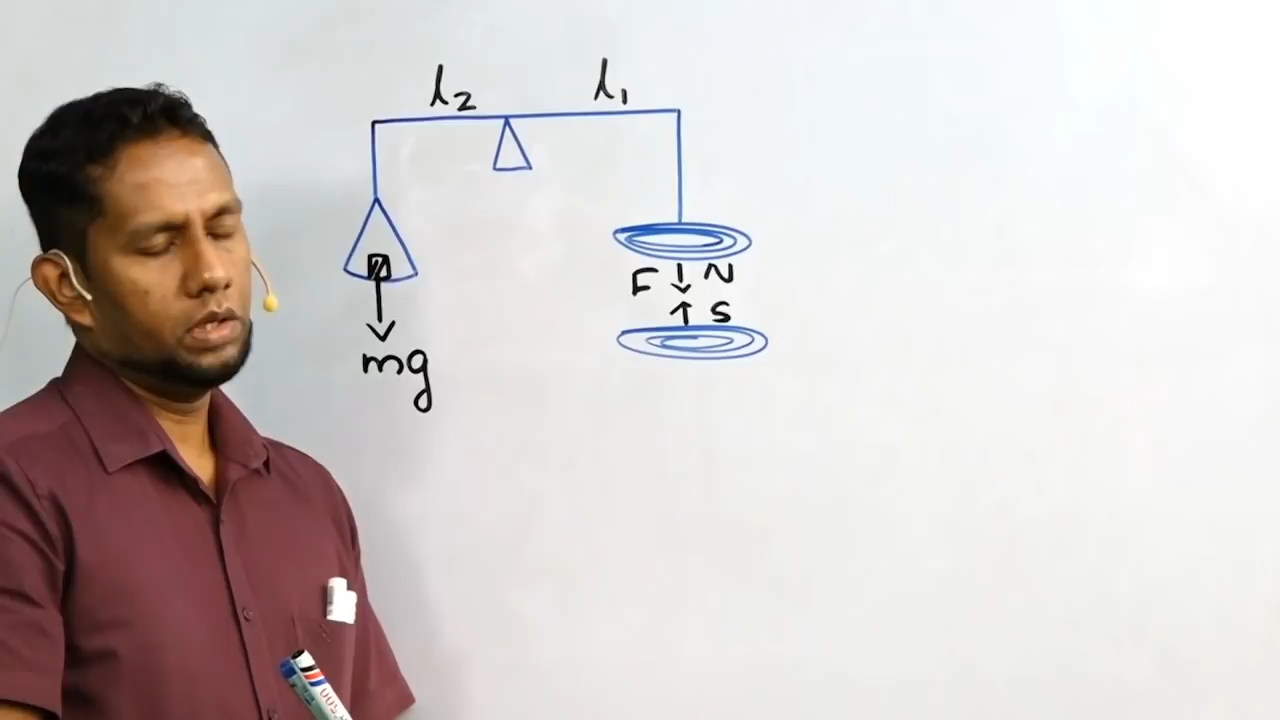 l₂ l₁
F ↓ N
↑ S
mg